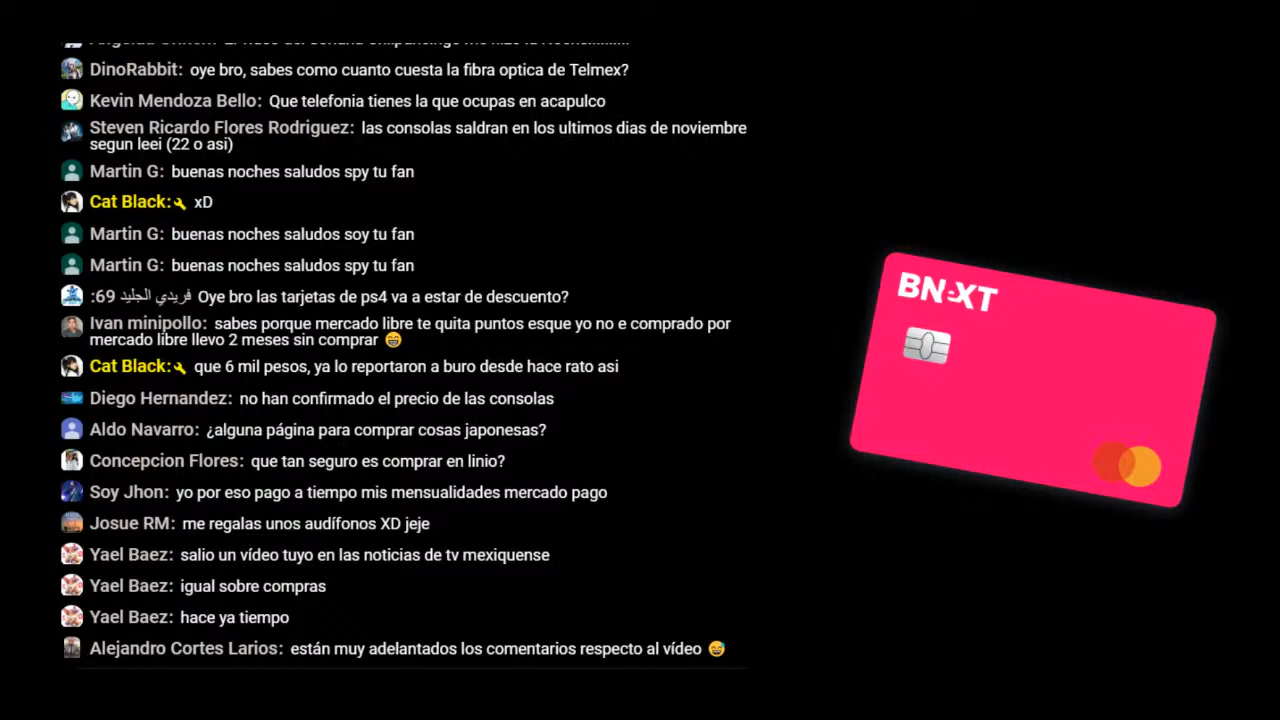 DinoRabbit: oye bro, sabes como cuanto cuesta la fibra optica de Telmex?
Kevin Mendoza Bello: Que telefonia tienes la que ocupas en acapulco
Steven Ricardo Flores Rodriguez: las consolas saldran en los ultimos dias de noviembre
segun leei (22 o asi)
Martin G: buenas noches saludos spy tu fan
Cat Black: xD
Martin G: buenas noches saludos soy tu fan
Martin G: buenas noches saludos spy tu fan
فريدي الجليد 69: Oye bro las tarjetas de ps4 va a estar de descuento?
Ivan minipollo: sabes porque mercado libre te quita puntos esque yo no e comprado por
mercado libre llevo 2 meses sin comprar 😁
Cat Black: que 6 mil pesos, ya lo reportaron a buro desde hace rato asi
Diego Hernandez: no han confirmado el precio de las consolas
Aldo Navarro: ¿alguna página para comprar cosas japonesas?
Concepcion Flores: que tan seguro es comprar en linio?
Soy Jhon: yo por eso pago a tiempo mis mensualidades mercado pago
Josue RM: me regalas unos audífonos XD jeje
Yael Baez: salio un vídeo tuyo en las noticias de tv mexiquense
Yael Baez: igual sobre compras
Yael Baez: hace ya tiempo
Alejandro Cortes Larios: están muy adelantados los comentarios respecto al vídeo 😅
BNEXT